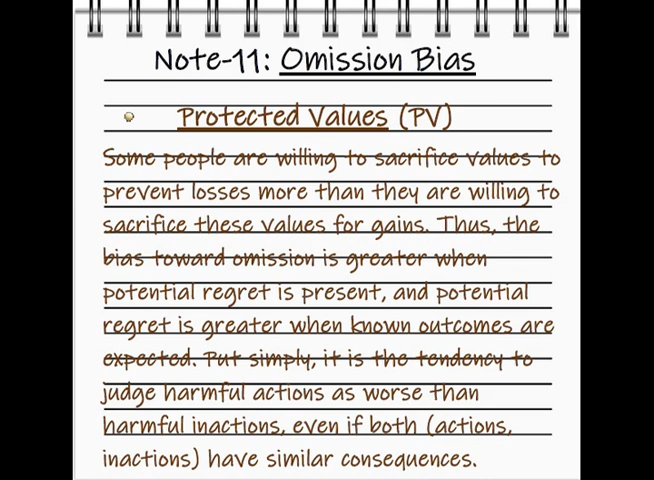 Note-11: Omission Bias
Protected Values (PV)
Some people are willing to sacrifice values to
prevent losses more than they are willing to
sacrifice these values for gains. Thus, the
bias toward omission is greater when
potential regret is present, and potential
regret is greater when known outcomes are
expected. Put simply, it is the tendency to
judge harmful actions as worse than
harmful inactions, even if both (actions,
inactions) have similar consequences.